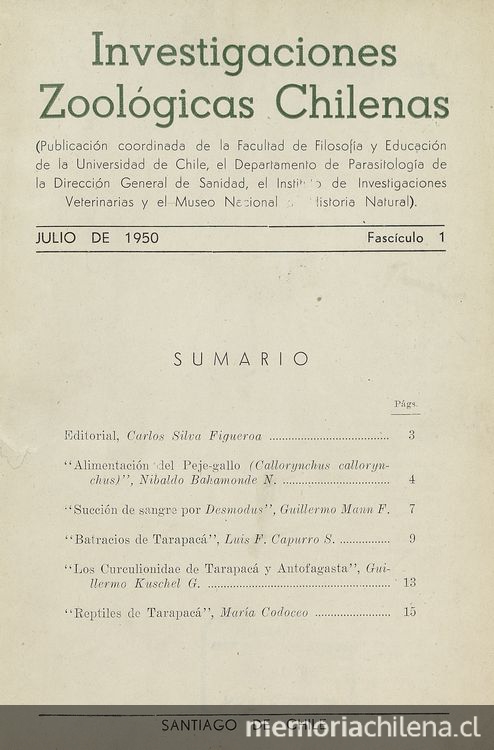 Investigaciones
Zoológicas Chilenas
(Publicación coordinada de la Facultad de Filosofía y Educación
de la Universidad de Chile, el Departamento de Parasitología de
la Dirección General de Sanidad, el de Investigaciones
Veterinarias y el Museo Nacional Historia Natural).
JULIO DE 1950 Fascículo 1
SUMARIO
Págs.
Editorial, Carlos Silva Figueroa ..................................... 3
"Alimentación del Peje-gallo (Callorynchus calloryn-
chus)", Nibaldo Bahamonde N. ................................. 4
"Succión de sangre por Desmodus", Guillermo Mann F. 7
"Batracios de Tarapacá", Luis F. Capurro S. ................ 9
"Los Curculionidae de Tarapacá y Antofagasta", Gui-
llermo Kuschel G. ......................................................... 13
"Reptiles de Tarapacá", María Codoceo ........................ 15
SANTIAGO DE CHILE
memoriachilena.cl